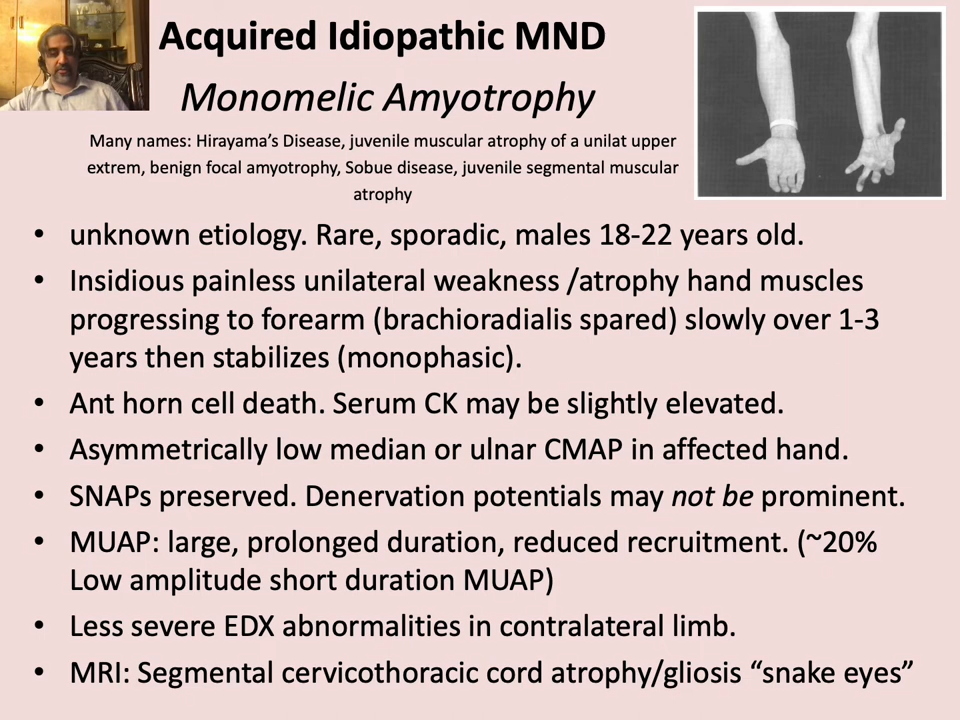 Acquired Idiopathic MND
Monomelic Amyotrophy
Many names: Hirayama’s Disease, juvenile muscular atrophy of a unilat upper
extrem, benign focal amyotrophy, Sobue disease, juvenile segmental muscular
atrophy
• unknown etiology. Rare, sporadic, males 18-22 years old.
• Insidious painless unilateral weakness /atrophy hand muscles
progressing to forearm (brachioradialis spared) slowly over 1-3
years then stabilizes (monophasic).
• Ant horn cell death. Serum CK may be slightly elevated.
• Asymmetrically low median or ulnar CMAP in affected hand.
• SNAPs preserved. Denervation potentials may not be prominent.
• MUAP: large, prolonged duration, reduced recruitment. (~20%
Low amplitude short duration MUAP)
• Less severe EDX abnormalities in contralateral limb.
• MRI: Segmental cervicothoracic cord atrophy/gliosis “snake eyes”